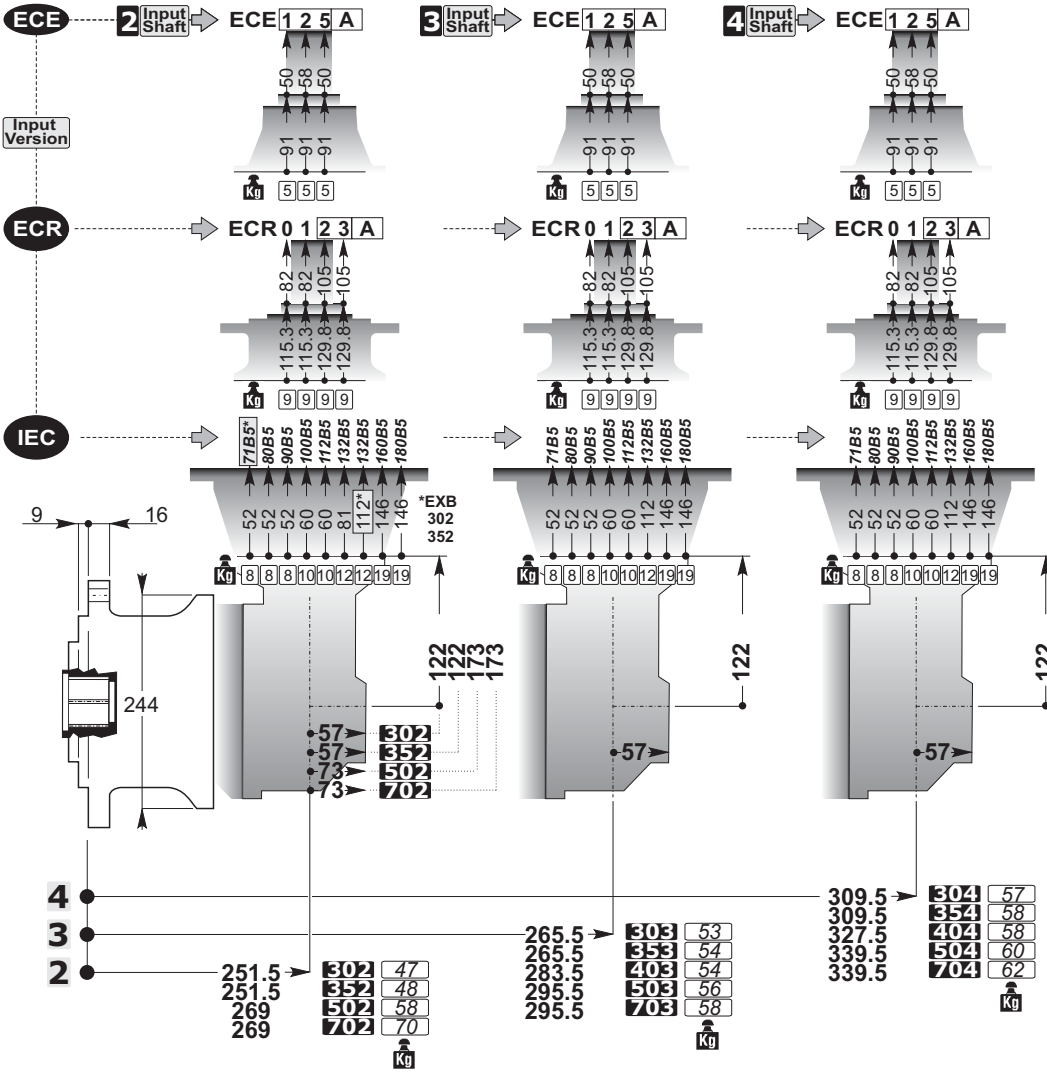 ECE 2 Input Shaft ECE 1 2 5 A 3 Input Shaft ECE 1 2 5 A 4 Input Shaft ECE 1 2 5 A
50 58 50 50 58 50 50 58 50
91 91 91 91 91 91 91 91 91
Kg 5 5 5 Kg 5 5 5 Kg 5 5 5
Input Version
ECR ECR 0 1 2 3 A ECR 0 1 2 3 A ECR 0 1 2 3 A
82 82 105 105 82 82 105 105 82 82 105 105
115.3 115.3 129.8 129.8 115.3 115.3 129.8 129.8 115.3 115.3 129.8 129.8
Kg 9 9 9 9 Kg 9 9 9 9 Kg 9 9 9 9
IEC 71B5* 80B5 90B5 100B5 112B5 132B5 132B5 160B5 180B5 71B5 80B5 90B5 100B5 112B5 132B5 160B5 180B5 71B5 80B5 90B5 100B5 112B5 132B5 160B5 180B5
52 52 52 60 60 81 112* 146 146 52 52 52 60 60 112 146 146 52 52 52 60 60 112 146 146
*EXB
302
352
9 16
Kg 8 8 8 10 10 12 12 19 19 Kg 8 8 8 10 10 12 19 19 Kg 8 8 8 10 10 12 19 19
122 122 173 173 122 122
244
57 302
57 352
73 502
73 702
57 57
4 309.5 304 57
309.5 354 58
327.5 404 58
339.5 504 60
339.5 704 62
Kg
3 265.5 303 53
265.5 353 54
283.5 403 54
295.5 503 56
295.5 703 58
Kg
2 251.5 302 47
251.5 352 48
269 502 58
269 702 70
Kg